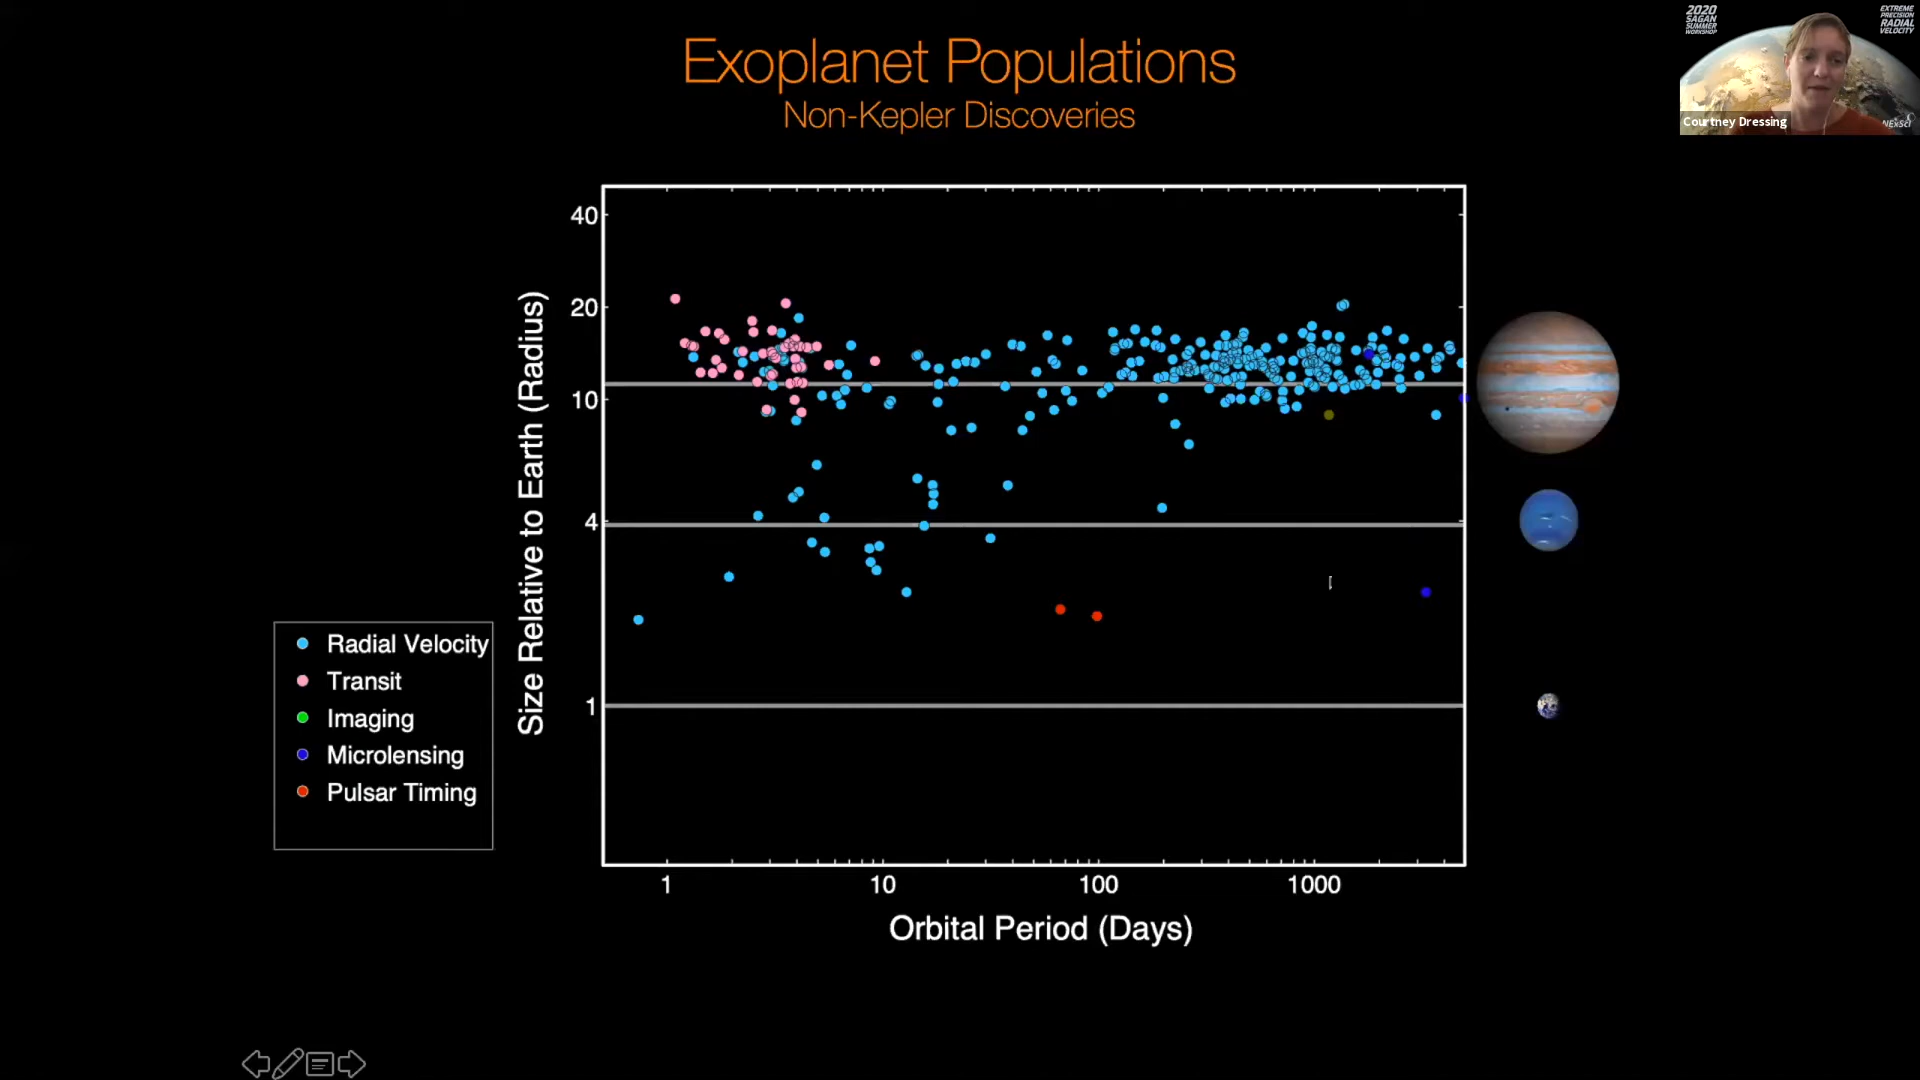 Exoplanet Populations
Non-Kepler Discoveries
2020
SAGAN
SUMMER
WORKSHOP
EXTREME
PRECISION
RADIAL
VELOCITY
Courtney Dressing
NExScI
Size Relative to Earth (Radius)
40
20
10
4
1
Radial Velocity
Transit
Imaging
Microlensing
Pulsar Timing
1
10
100
1000
Orbital Period (Days)